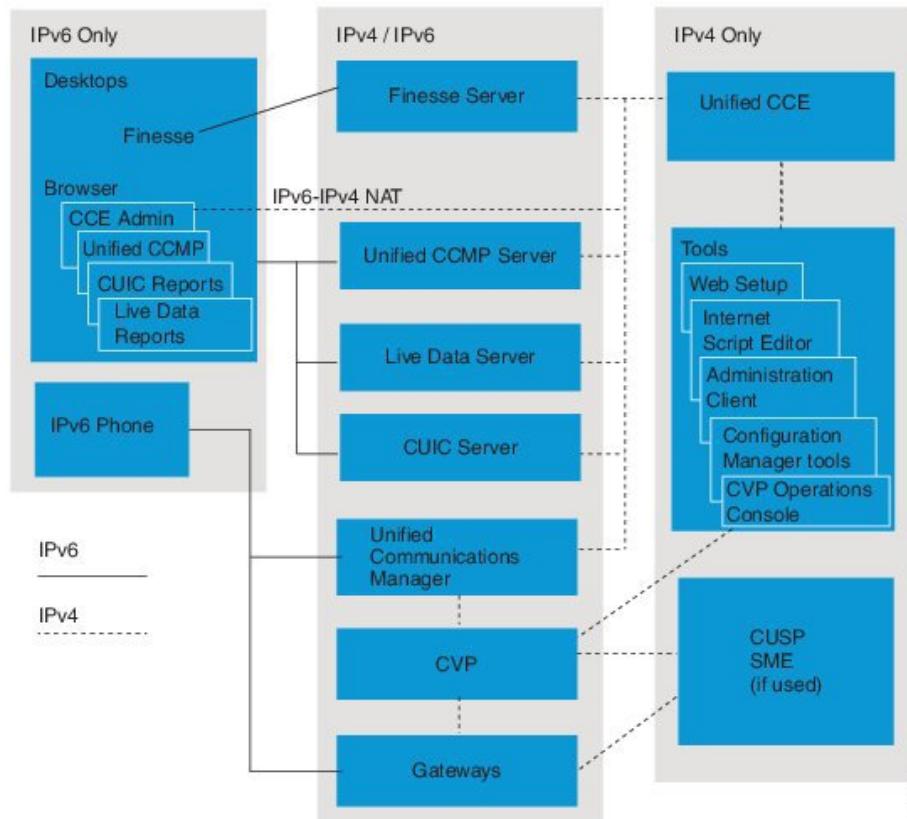 IPv6 Only
Desktops
Finesse
Browser
CCE Admin
Unified CCMP
CUIC Reports
Live Data
Reports
IPv6 Phone
IPv6
IPv4
IPv4 / IPv6
Finesse Server
IPv6-IPv4 NAT
Unified CCMP Server
Live Data Server
CUIC Server
Unified
Communications
Manager
CVP
Gateways
IPv4 Only
Unified CCE
Tools
Web Setup
Internet
Script Editor
Administration
Client
Configuration
Manager tools
CVP Operations
Console
CUSP
SME
(if used)